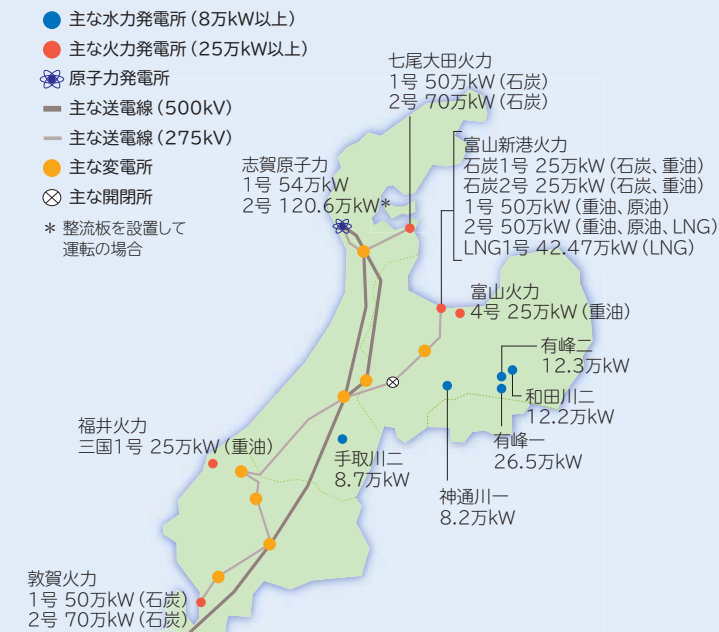 主な水力発電所（8万kW以上）
主な火力発電所（25万kW以上）
原子力発電所
主な送電線（500kV）
主な送電線（275kV）
主な変電所
主な開閉所
＊ 整流板を設置して
運転の場合
七尾大田火力
1号 50万kW（石炭）
2号 70万kW（石炭）
志賀原子力
1号 54万kW
2号 120.6万kW＊
富山新港火力
石炭1号 25万kW（石炭、重油）
石炭2号 25万kW（石炭、重油）
1号 50万kW（重油、原油）
2号 50万kW（重油、原油、LNG）
LNG1号 42.47万kW（LNG）
富山火力
4号 25万kW（重油）
有峰二
12.3万kW
和田川二
12.2万kW
有峰一
26.5万kW
神通川一
8.2万kW
手取川二
8.7万kW
福井火力
三国1号 25万kW（重油）
敦賀火力
1号 50万kW（石炭）
2号 70万kW（石炭）